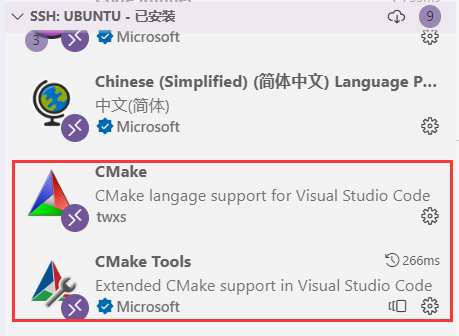 SSH: UBUNTU - 已安装
9
3
Microsoft
Chinese (Simplified) (简体中文) Language P...
中文(简体)
Microsoft
CMake
CMake langage support for Visual Studio Code
twxs
CMake Tools
266ms
Extended CMake support in Visual Studio Code
Microsoft